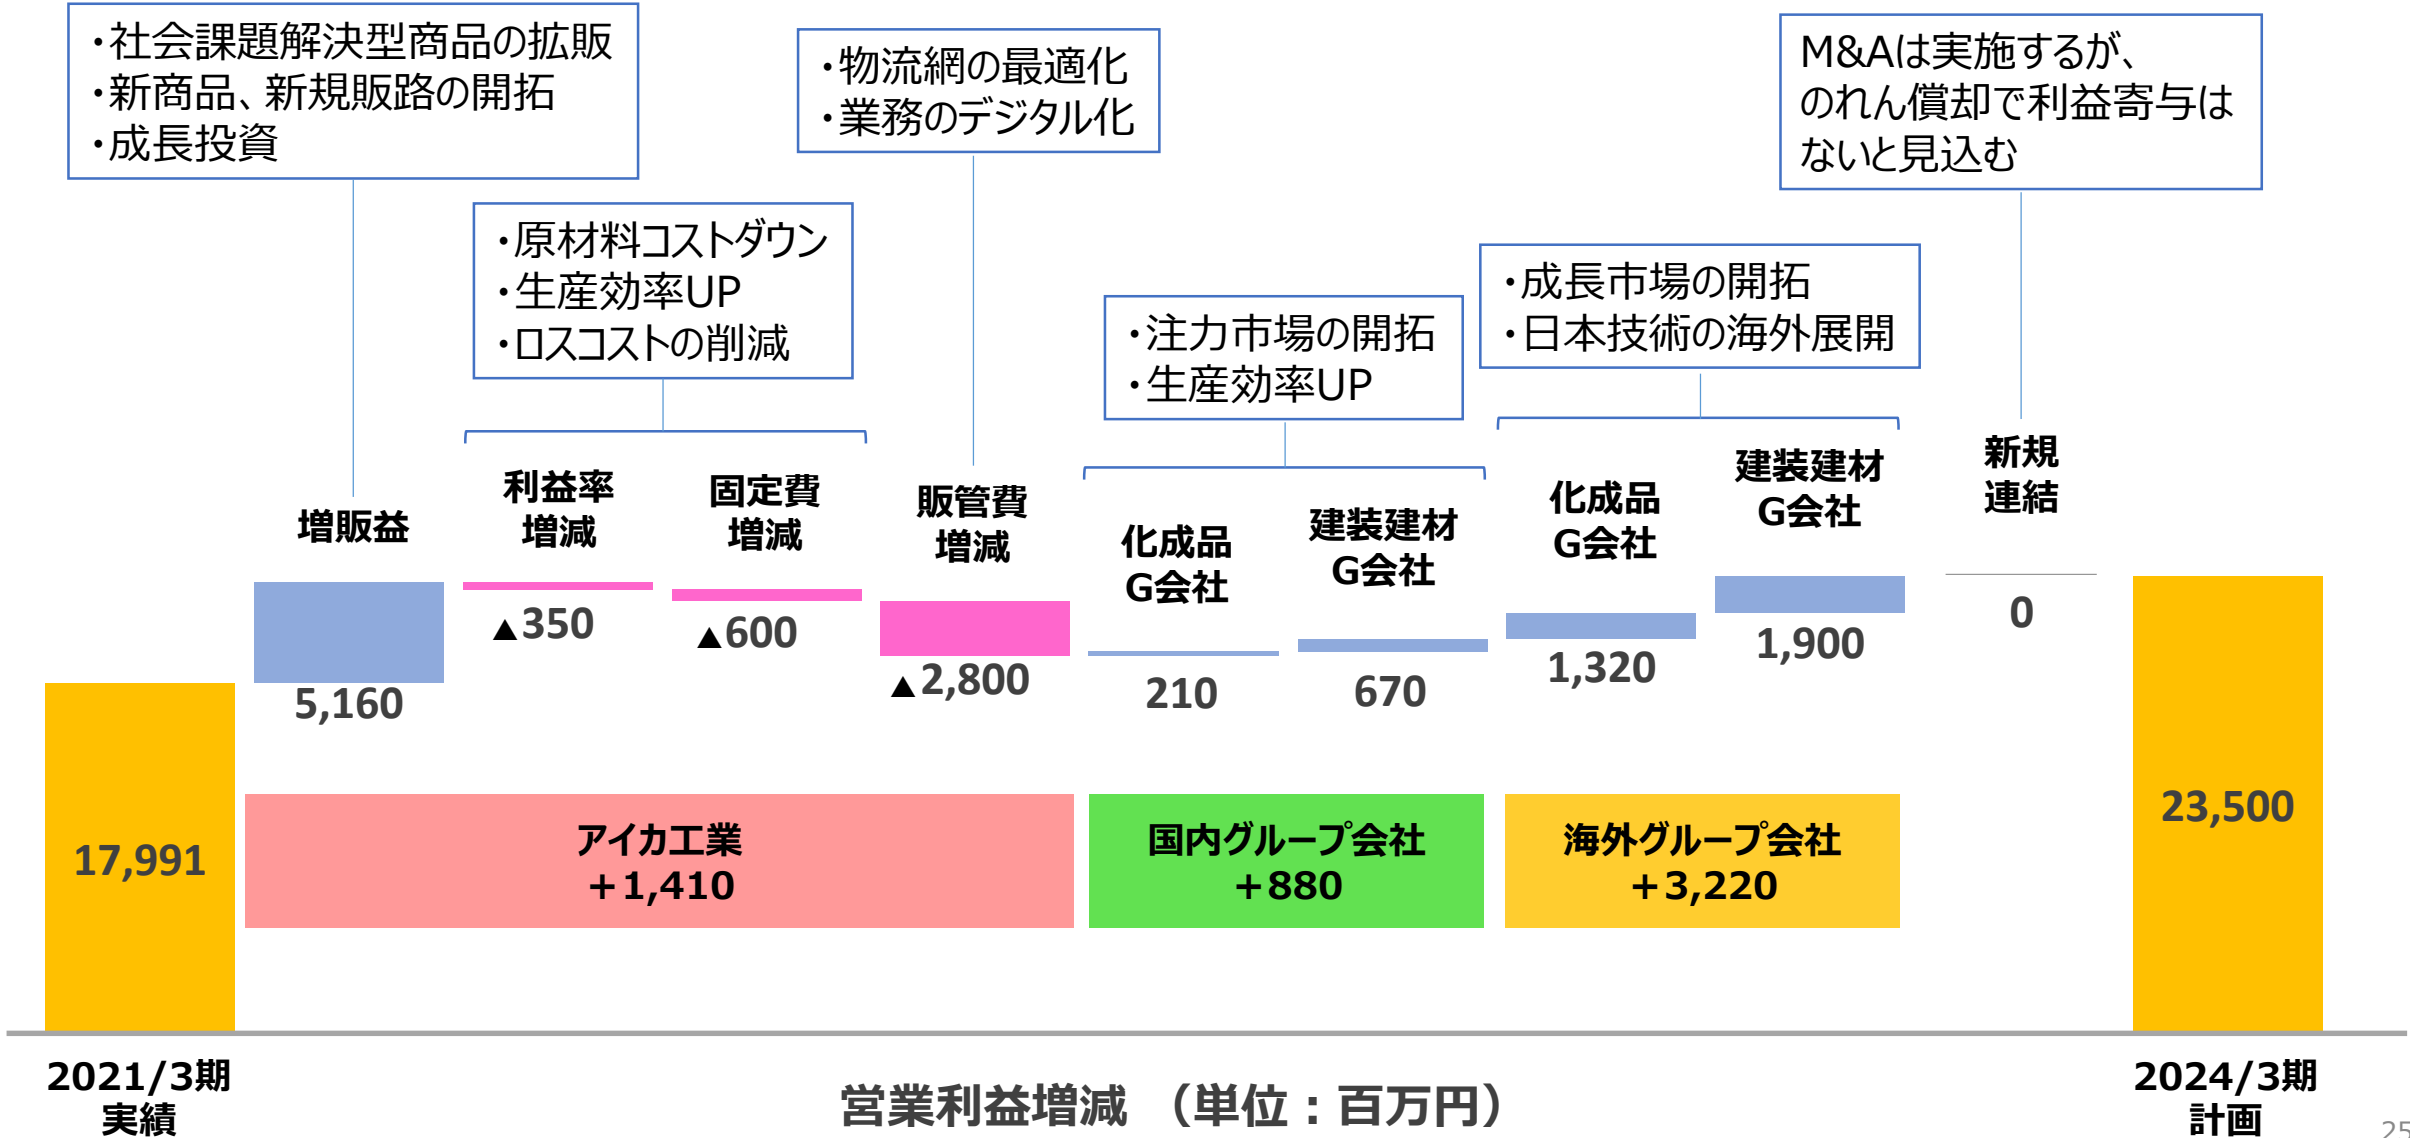 ・社会課題解決型商品の拡販
・新商品、新規販路の開拓
・成長投資
・物流網の最適化
・業務のデジタル化
M&Aは実施するが、
のれん償却で利益寄与は
ないと見込む
・原材料コストダウン
・生産効率UP
・ロスコストの削減
・注力市場の開拓
・生産効率UP
・成長市場の開拓
・日本技術の海外展開
増販益
利益率
増減
固定費
増減
販管費
増減
化成品
G会社
建装建材
G会社
化成品
G会社
建装建材
G会社
新規
連結
5,160
▲350
▲600
▲2,800
210
670
1,320
1,900
0
17,991
アイカ工業
+1,410
国内グループ会社
+880
海外グループ会社
+3,220
23,500
2021/3期
実績
営業利益増減 （単位：百万円）
2024/3期
計画
25